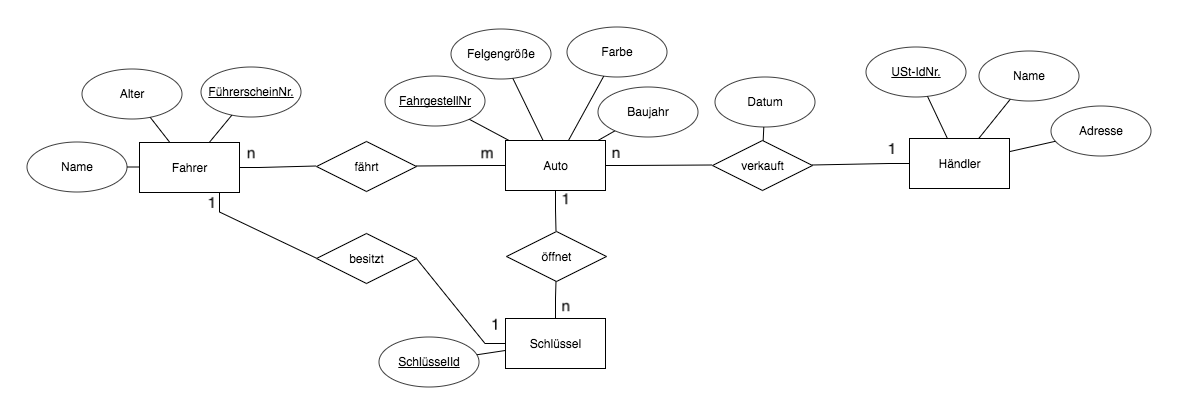 Felgengröße
Farbe
Alter
FührerscheinNr.
FahrgestellNr
Baujahr
Datum
USt-IdNr.
Name
Adresse
Name
Fahrer
n
fährt
m
Auto
n
verkauft
1
Händler
1
1
besitzt
öffnet
n
1
Schlüssel
SchlüsselId